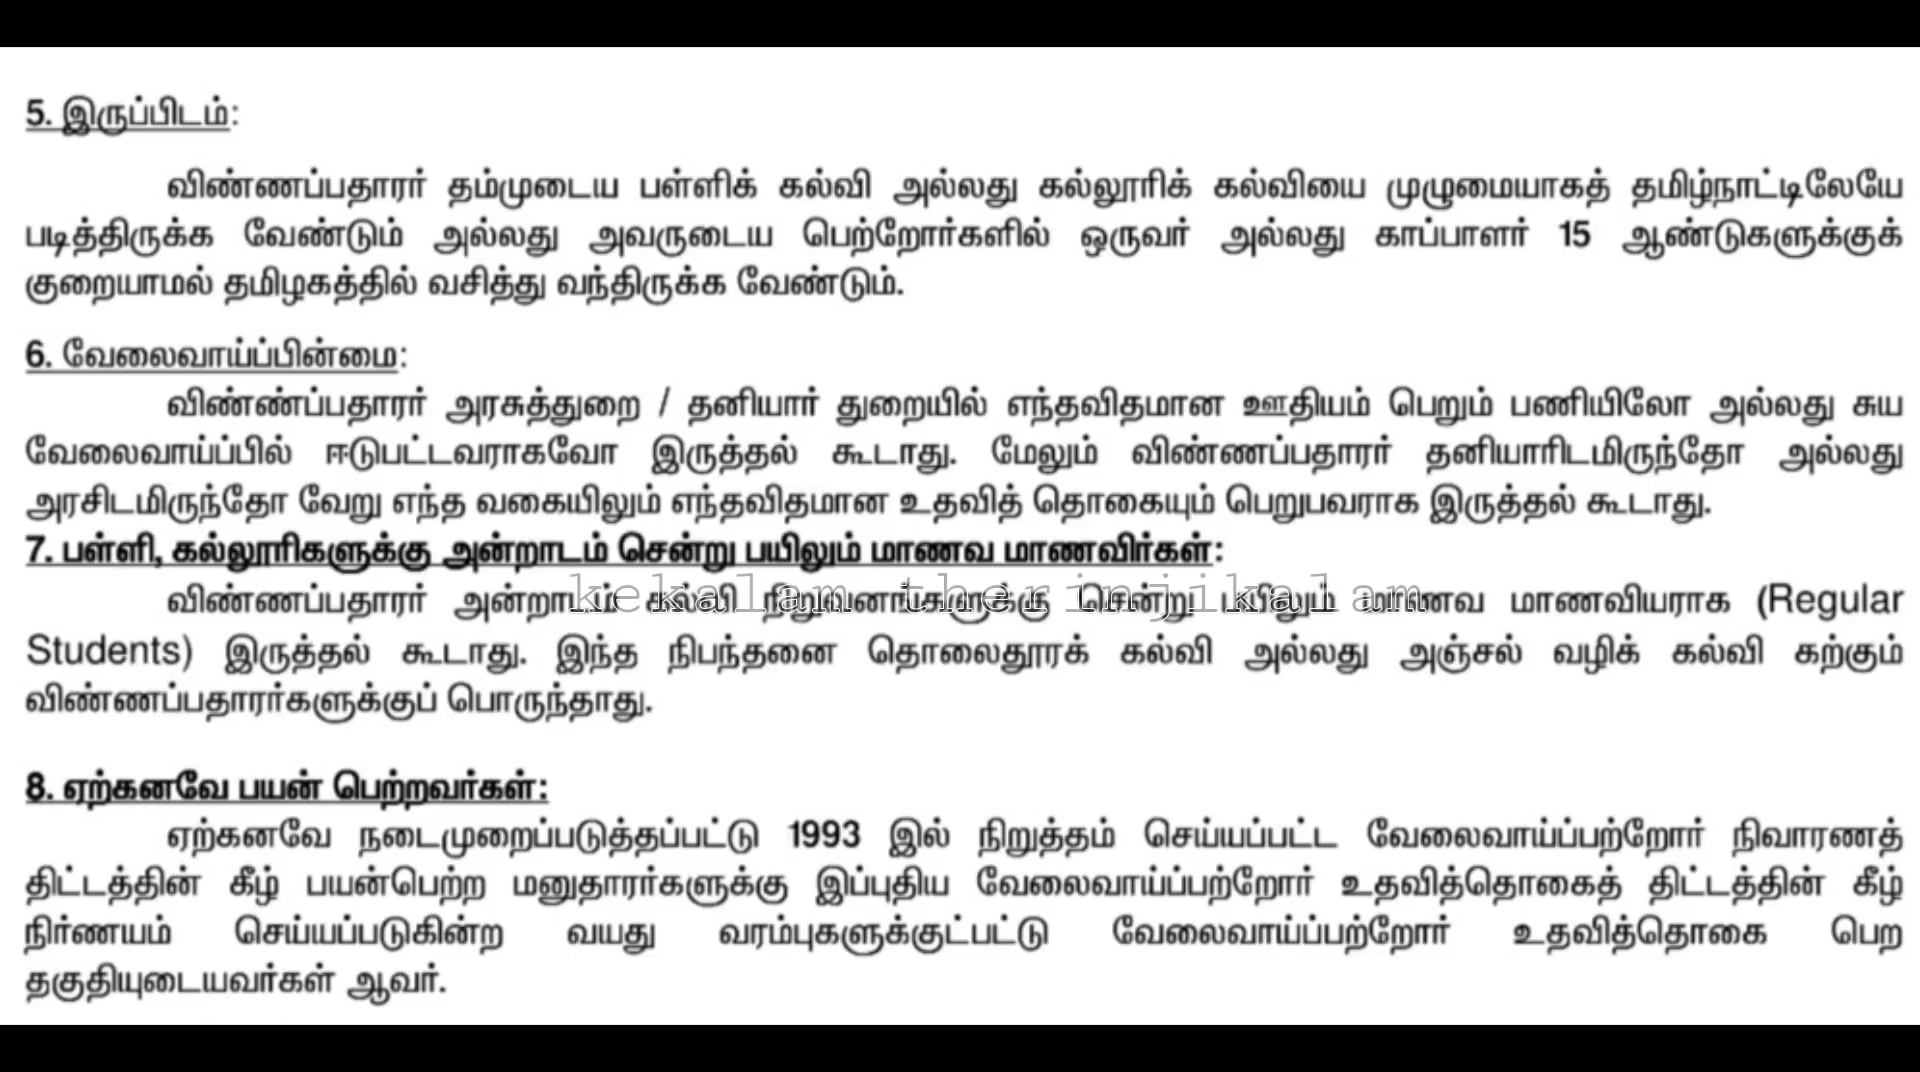 5. இருப்பிடம்:
விண்ணப்பதாரர் தம்முடைய பள்ளிக் கல்வி அல்லது கல்லூரிக் கல்வியை முழுமையாகத் தமிழ்நாட்டிலேயே
படித்திருக்க வேண்டும் அல்லது அவருடைய பெற்றோர்களில் ஒருவர் அல்லது காப்பாளர் 15 ஆண்டுகளுக்குக்
குறையாமல் தமிழகத்தில் வசித்து வந்திருக்க வேண்டும்.
6. வேலைவாய்ப்பின்மை:
விண்ண்ப்பதாரர் அரசுத்துறை / தனியார் துறையில் எந்தவிதமான ஊதியம் பெறும் பணியிலோ அல்லது சுய
வேலைவாய்ப்பில் ஈடுபட்டவராகவோ இருத்தல் கூடாது. மேலும் விண்ணப்பதாரர் தனியாரிடமிருந்தோ அல்லது
அரசிடமிருந்தோ வேறு எந்த வகையிலும் எந்தவிதமான உதவித் தொகையும் பெறுபவராக இருத்தல் கூடாது.
7. பள்ளி, கல்லூரிகளுக்கு அன்றாடம் சென்று பயிலும் மாணவ மாணவிர்கள்:
kekalam therinjikalam
விண்ணப்பதாரர் அன்றாடம் கல்வி நிறுவனங்களுக்கு சென்று பயிலும் மாணவ மாணவியராக (Regular
Students) இருத்தல் கூடாது. இந்த நிபந்தனை தொலைதூரக் கல்வி அல்லது அஞ்சல் வழிக் கல்வி கற்கும்
விண்ணப்பதாரர்களுக்குப் பொருந்தாது.
8. ஏற்கனவே பயன் பெற்றவர்கள்:
ஏற்கனவே நடைமுறைப்படுத்தப்பட்டு 1993 இல் நிறுத்தம் செய்யப்பட்ட வேலைவாய்ப்பற்றோர் நிவாரணத்
திட்டத்தின் கீழ் பயன்பெற்ற மனுதாரர்களுக்கு இப்புதிய வேலைவாய்ப்பற்றோர் உதவித்தொகைத் திட்டத்தின் கீழ்
நிர்ணயம் செய்யப்படுகின்ற வயது வரம்புகளுக்குட்பட்டு வேலைவாய்ப்பற்றோர் உதவித்தொகை பெற
தகுதியுடையவர்கள் ஆவர்.